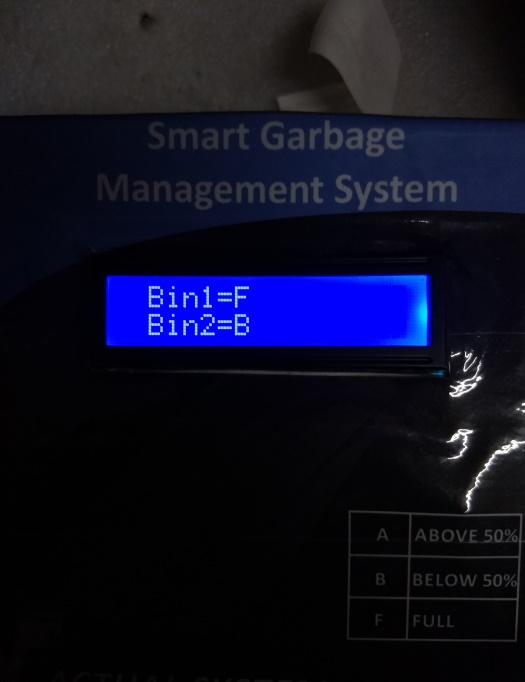 Smart Garbage
Management System
Bin1=F
Bin2=B
A ABOVE 50%
B BELOW 50%
F FULL